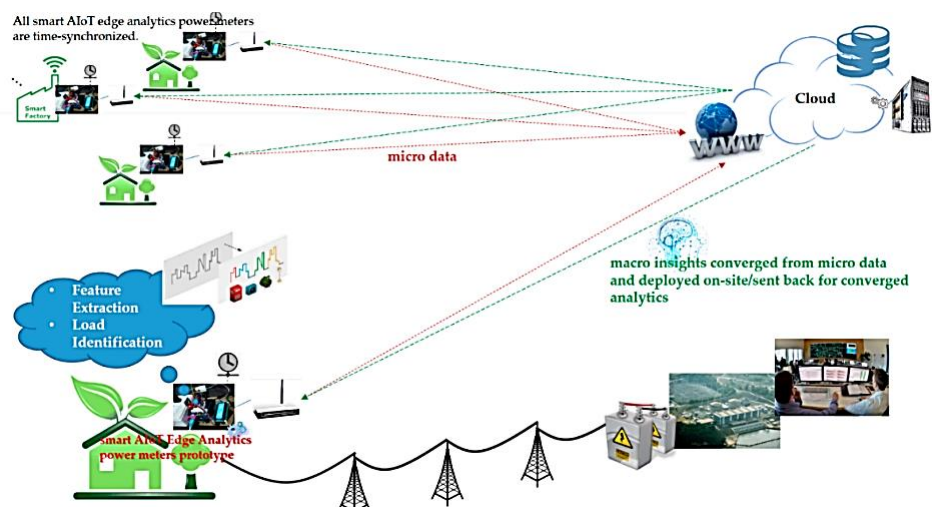 All smart AIoT edge analytics power meters
are time-synchronized.
Smart
Factory
Cloud
WWW
micro data
macro insights converged from micro data
and deployed on-site/sent back for converged
analytics
• Feature
Extraction
• Load
Identification
smart AIoT Edge Analytics
power meters prototype